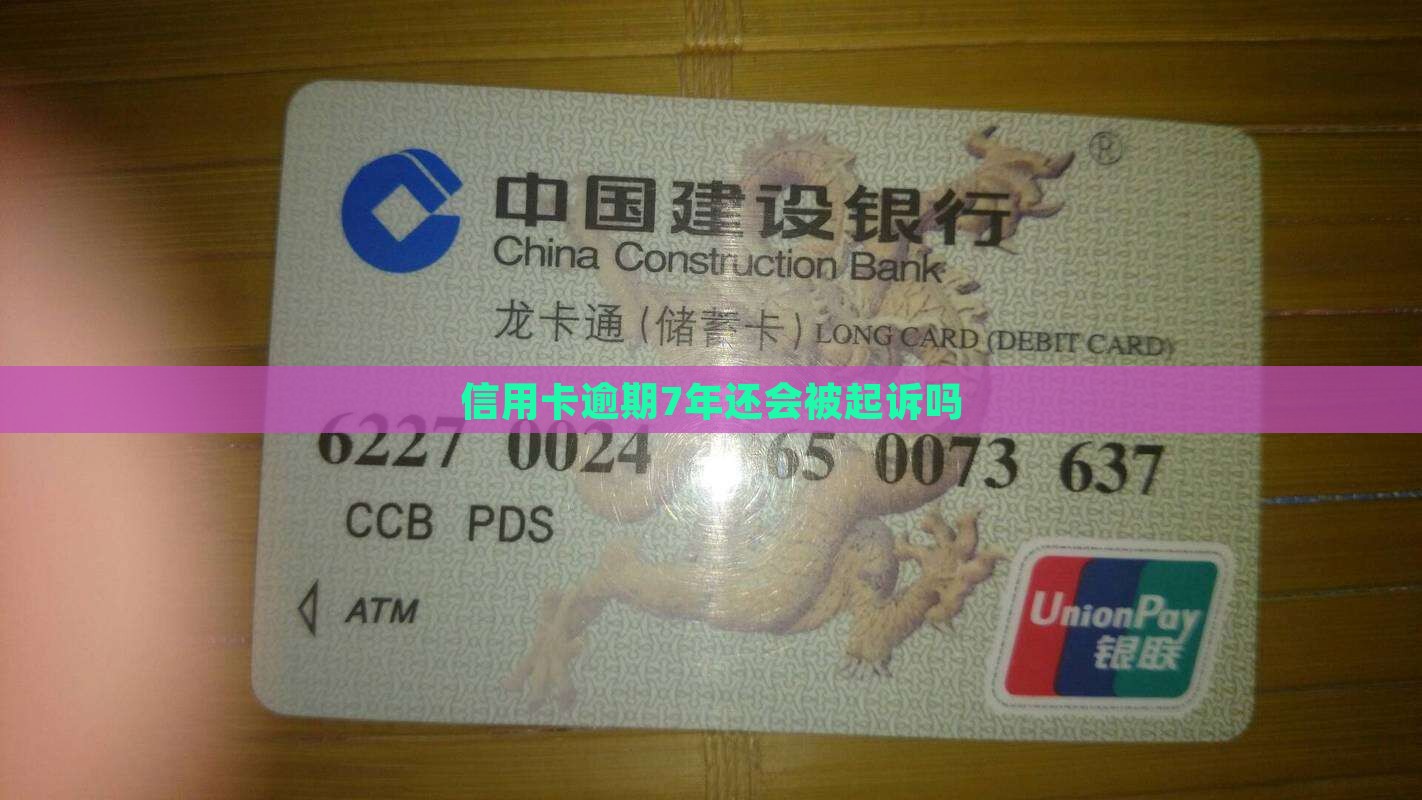 ®
中国建设银行
China Construction Bank
龙卡通(储蓄卡) LONG CARD (DEBIT CARD)
信用卡逾期7年还会被起诉吗
6227 0024 65 0073 637
CCB PDS
ATM
UnionPay
银联